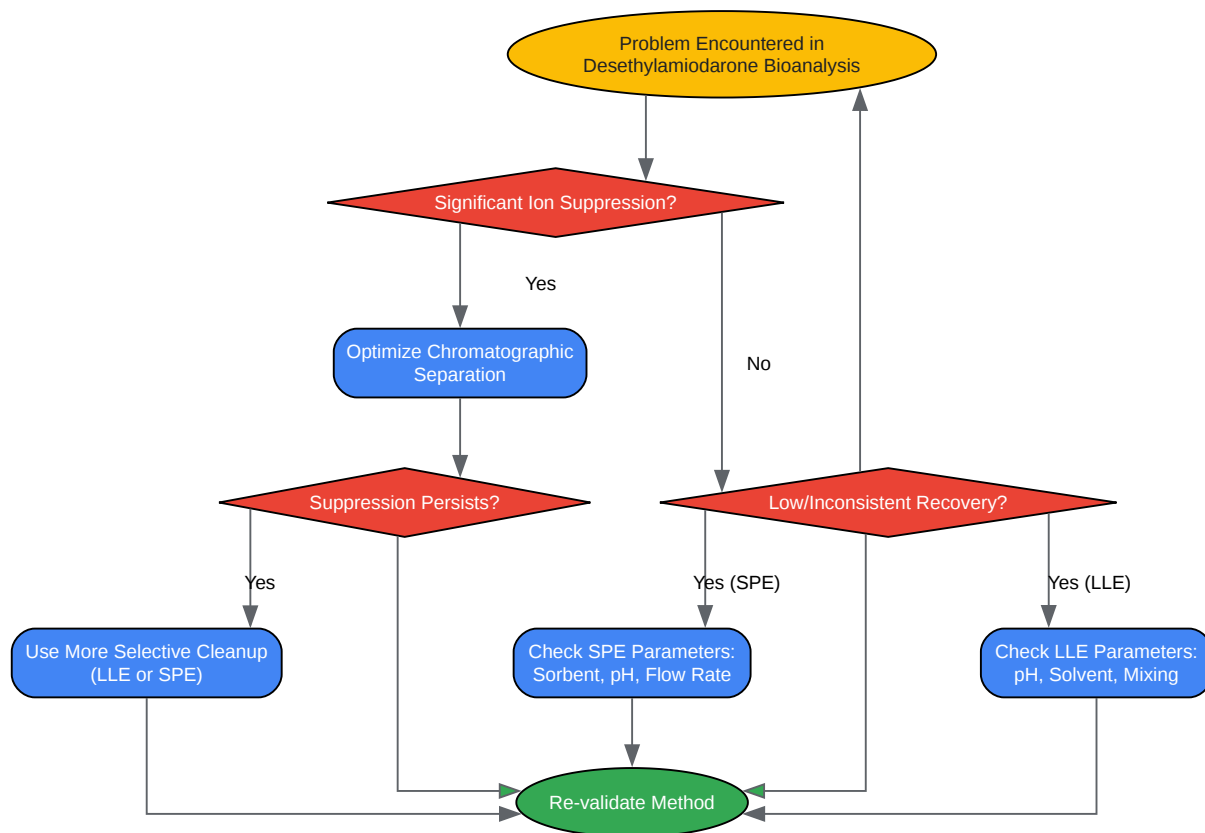 Problem Encountered in
Desethylamiodarone Bioanalysis
Significant Ion Suppression?
Yes
Optimize Chromatographic
Separation
No
Suppression Persists?
Low/Inconsistent Recovery?
Yes
Yes (SPE)
Yes (LLE)
Use More Selective Cleanup
(LLE or SPE)
Check SPE Parameters:
Sorbent, pH, Flow Rate
Check LLE Parameters:
pH, Solvent, Mixing
Re-validate Method